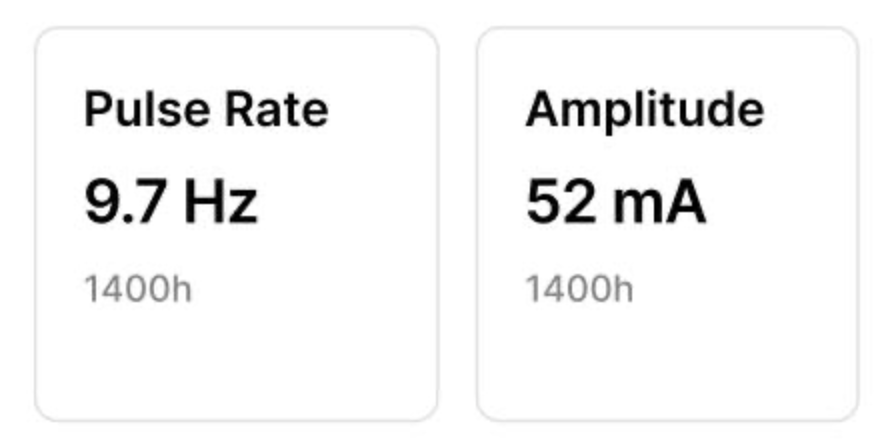 Pulse Rate
9.7 Hz
1400h
Amplitude
52 mA
1400h